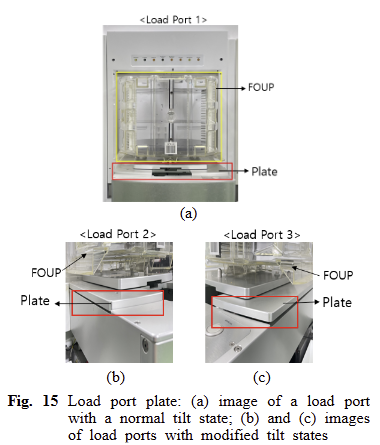 <Load Port 1>
FOUP
Plate
(a)
<Load Port 2>
<Load Port 3>
FOUP
FOUP
Plate
Plate
(b)
(c)
Fig. 15 Load port plate: (a) image of a load port
with a normal tilt state; (b) and (c) images
of load ports with modified tilt states